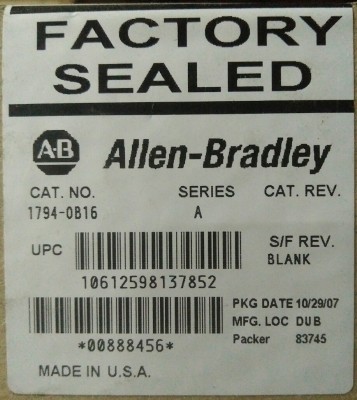 FACTORY
SEALED
A-B Allen-Bradley
CAT. NO. SERIES CAT. REV.
1794-OB16 A
UPC S/F REV.
BLANK
10612598137852
PKG DATE 10/29/07
MFG. LOC DUB
*00888456* Packer 83745
MADE IN U.S.A.